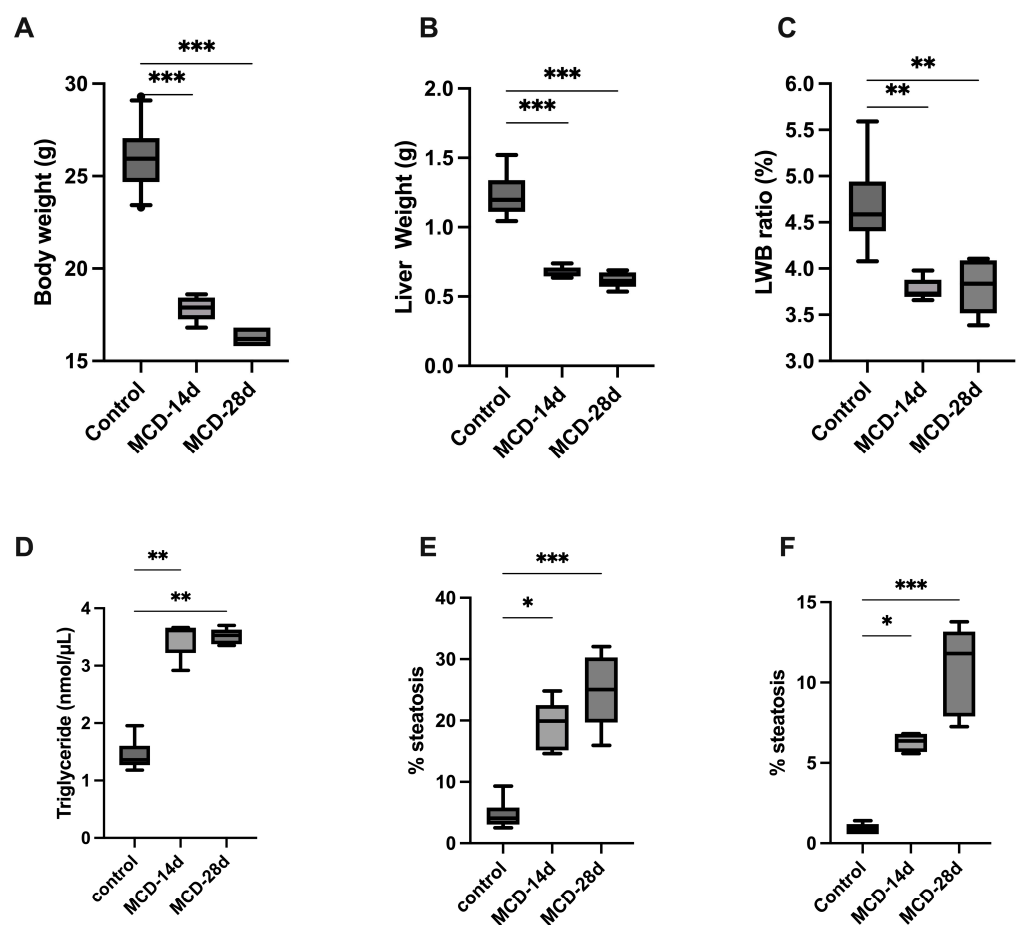 A
***
***
30
25
20
15
Body weight (g)
Control
MCD-14d
MCD-28d
B
***
***
2.0
1.5
1.0
0.5
0.0
Liver Weight (g)
Control
MCD-14d
MCD-28d
C
**
**
6.0
5.5
5.0
4.5
4.0
3.5
3.0
LWB ratio (%)
Control
MCD-14d
MCD-28d
D
**
**
4
3
2
1
0
Triglyceride (nmol/µL)
control
MCD-14d
MCD-28d
E
***
*
40
30
20
10
0
% steatosis
control
MCD-14d
MCD-28d
F
***
*
15
10
5
0
% steatosis
Control
MCD-14d
MCD-28d